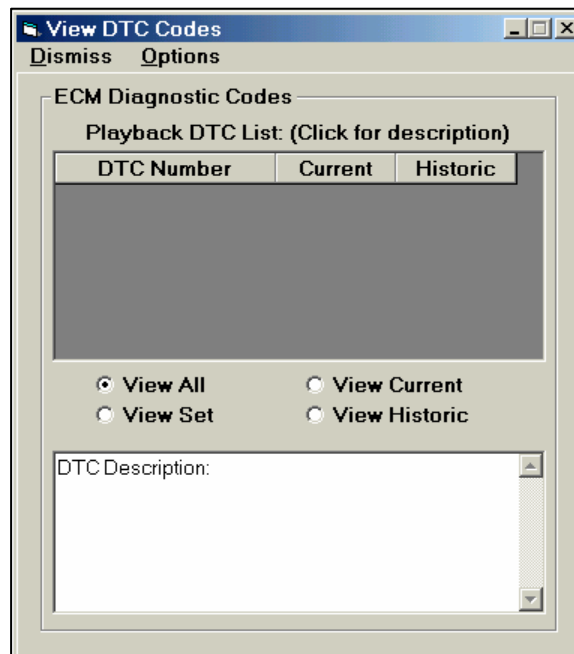 View DTC Codes
Dismiss Options
ECM Diagnostic Codes
Playback DTC List: (Click for description)
DTC Number Current Historic
View All View Current
View Set View Historic
DTC Description: